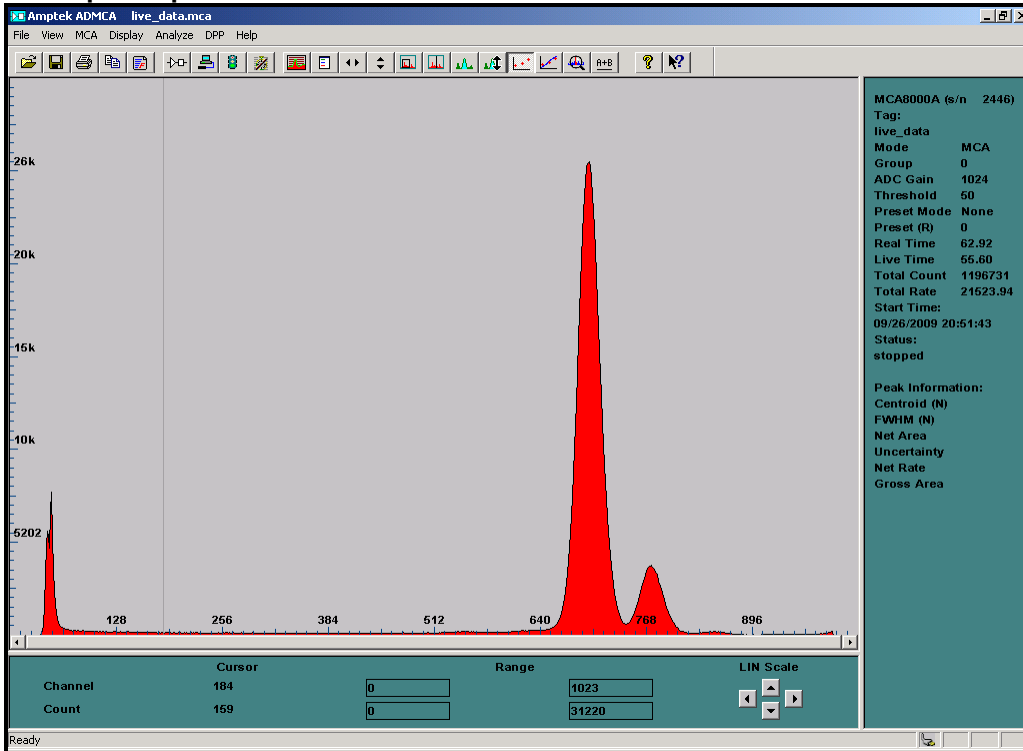 Amptek ADMCA live_data.mca
File View MCA Display Analyze DPP Help
A+B
26k
20k
15k
10k
5202
128 256 384 512 640 768 896
MCA8000A (s/n 2446)
Tag:
live_data
Mode MCA
Group 0
ADC Gain 1024
Threshold 50
Preset Mode None
Preset (R) 0
Real Time 62.92
Live Time 55.60
Total Count 1196731
Total Rate 21523.94
Start Time:
09/26/2009 20:51:43
Status:
stopped
Peak Information:
Centroid (N)
FWHM (N)
Net Area
Uncertainty
Net Rate
Gross Area
Cursor Range LIN Scale
Channel 184 0 1023
Count 159 0 31220
Ready